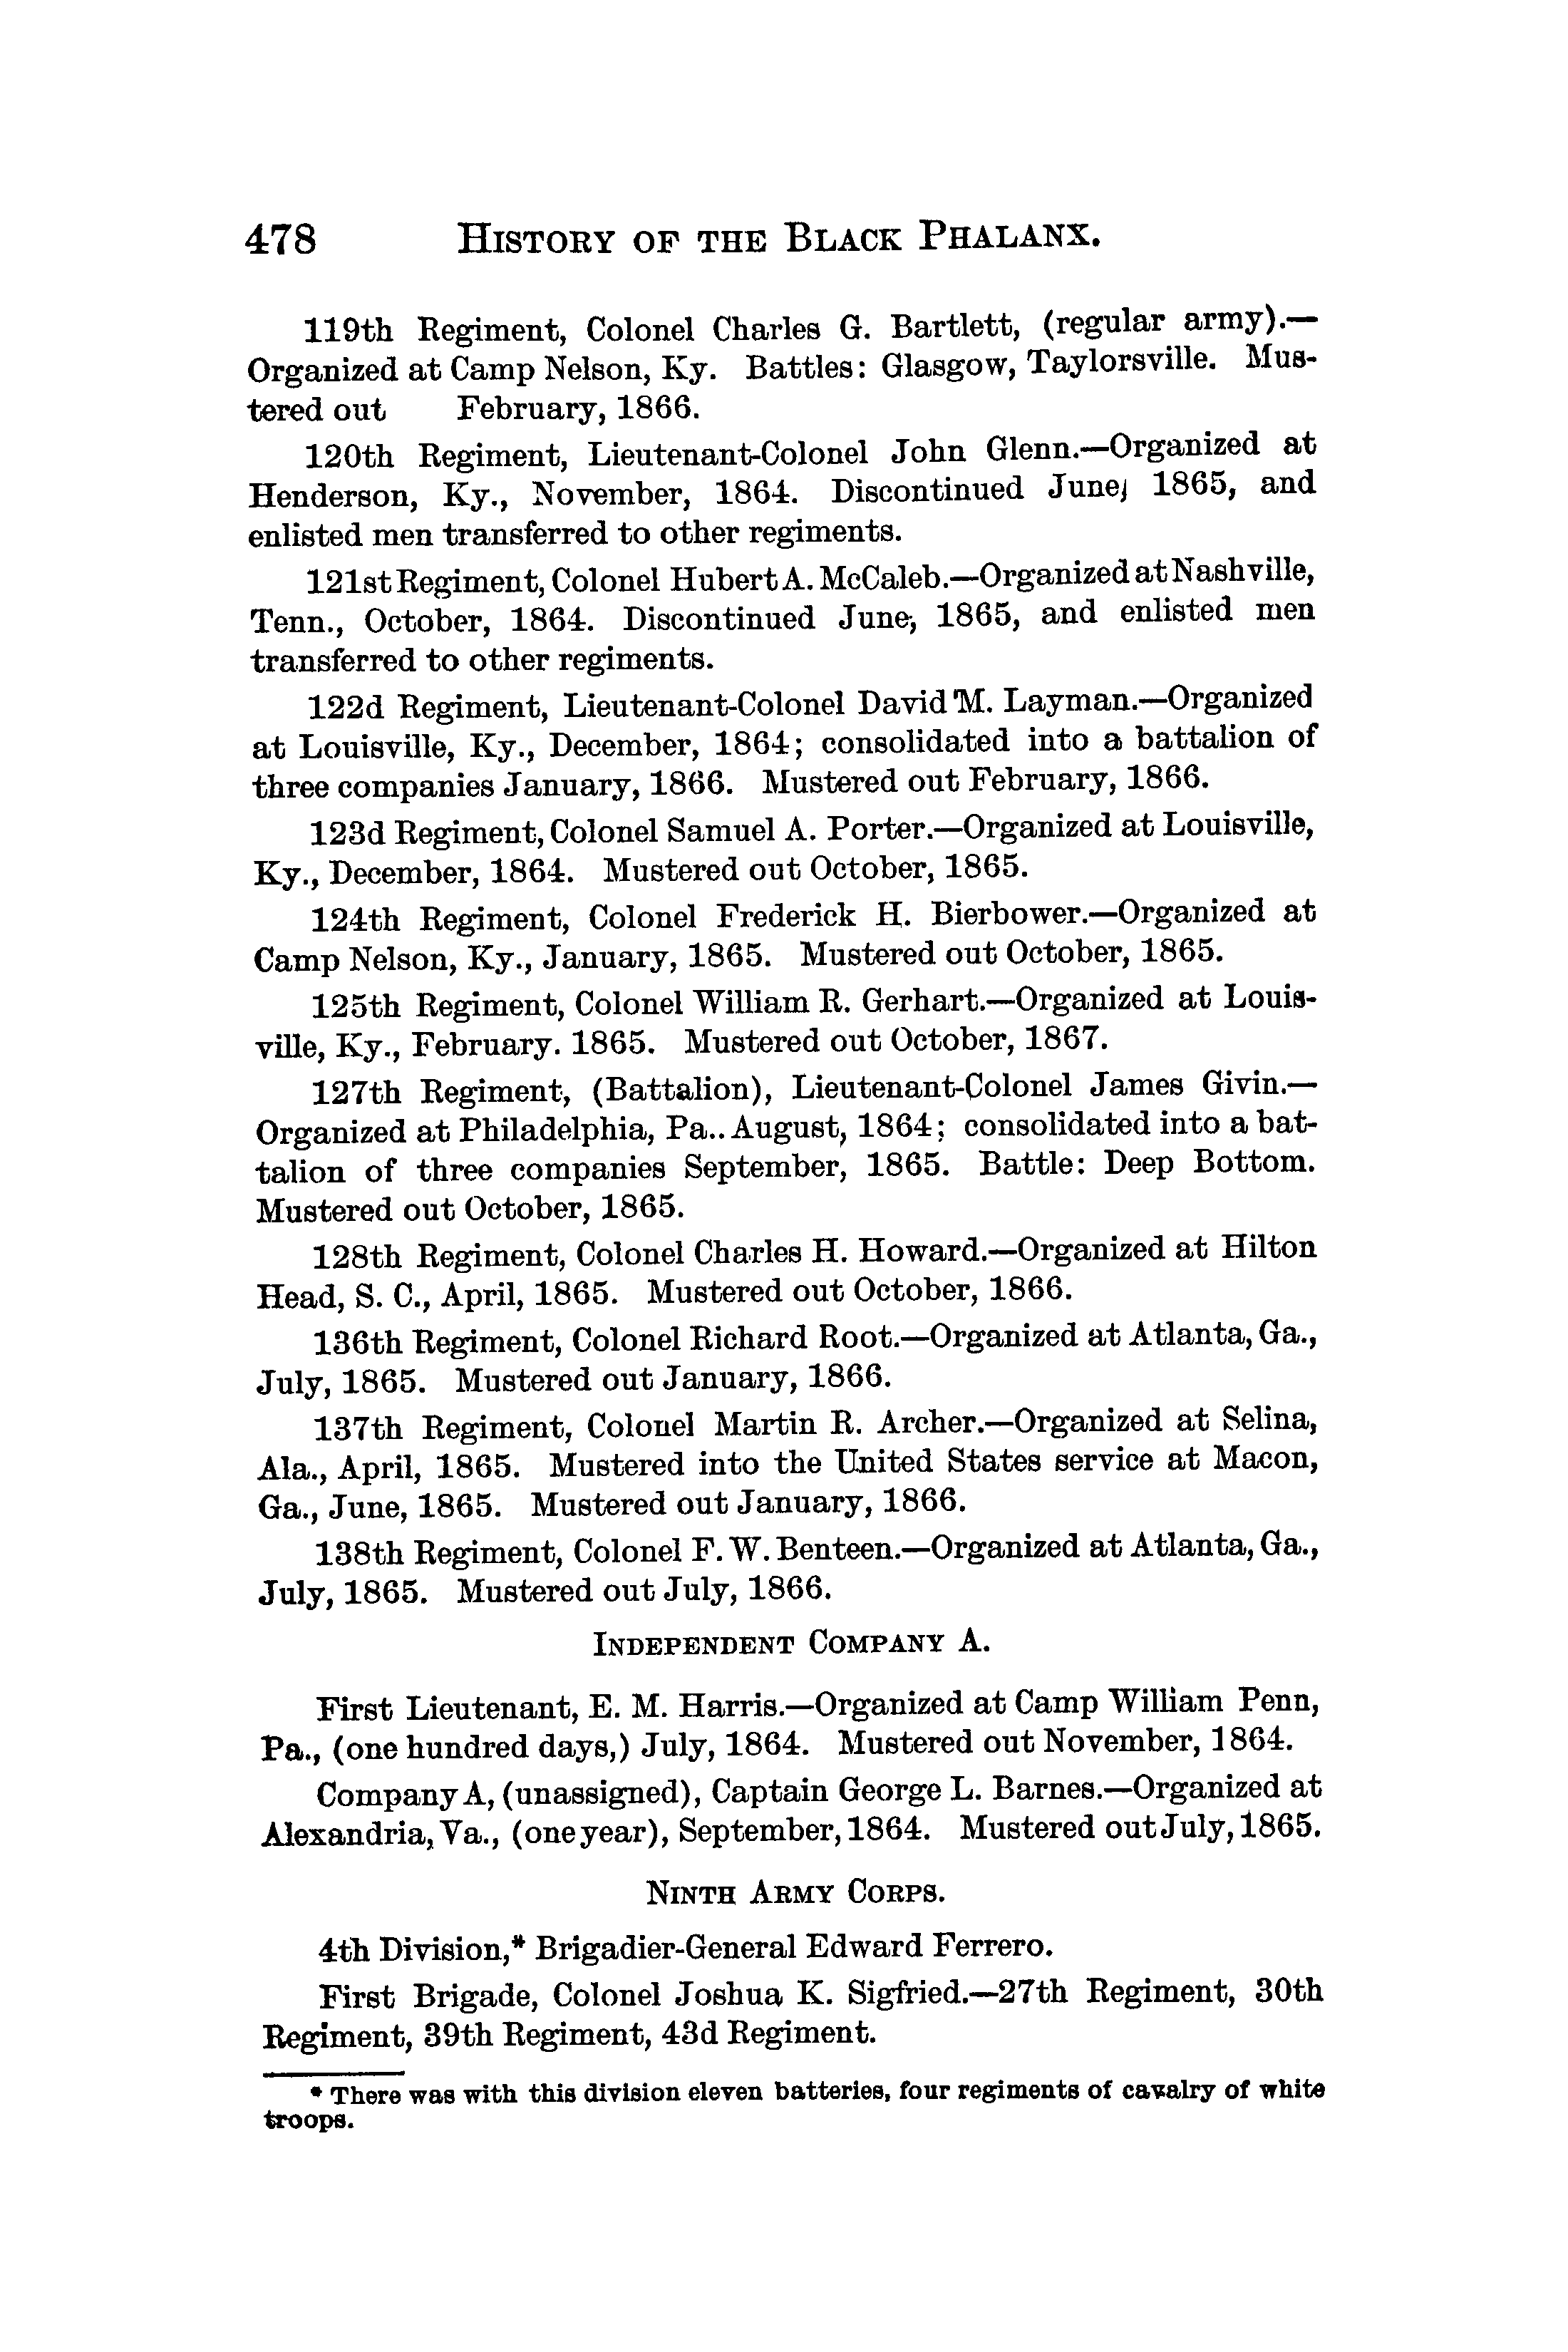 478 HISTORY OF THE BLACK PHALANX.
119th Regiment, Colonel Charles G. Bartlett, (regular army).—
Organized at Camp Nelson, Ky. Battles: Glasgow, Taylorsville. Mus-
tered out February, 1866.
120th Regiment, Lieutenant-Colonel John Glenn.—Organized at
Henderson, Ky., November, 1864. Discontinued June, 1865, and
enlisted men transferred to other regiments.
121st Regiment, Colonel Hubert A. McCaleb.—Organized at Nashville,
Tenn., October, 1864. Discontinued June, 1865, and enlisted men
transferred to other regiments.
122d Regiment, Lieutenant-Colonel David M. Layman.—Organized
at Louisville, Ky., December, 1864; consolidated into a battalion of
three companies January, 1866. Mustered out February, 1866.
123d Regiment, Colonel Samuel A. Porter.—Organized at Louisville,
Ky., December, 1864. Mustered out October, 1865.
124th Regiment, Colonel Frederick H. Bierbower.—Organized at
Camp Nelson, Ky., January, 1865. Mustered out October, 1865.
125th Regiment, Colonel William R. Gerhart.—Organized at Louis-
ville, Ky., February. 1865. Mustered out October, 1867.
127th Regiment, (Battalion), Lieutenant-Colonel James Givin.—
Organized at Philadelphia, Pa.. August, 1864; consolidated into a bat-
talion of three companies September, 1865. Battle: Deep Bottom.
Mustered out October, 1865.
128th Regiment, Colonel Charles H. Howard.—Organized at Hilton
Head, S. C., April, 1865. Mustered out October, 1866.
136th Regiment, Colonel Richard Root.—Organized at Atlanta, Ga.,
July, 1865. Mustered out January, 1866.
137th Regiment, Colonel Martin R. Archer.—Organized at Selina,
Ala., April, 1865. Mustered into the United States service at Macon,
Ga., June, 1865. Mustered out January, 1866.
138th Regiment, Colonel F. W. Benteen.—Organized at Atlanta, Ga.,
July, 1865. Mustered out July, 1866.
INDEPENDENT COMPANY A.
First Lieutenant, E. M. Harris.—Organized at Camp William Penn,
Pa., (one hundred days,) July, 1864. Mustered out November, 1864.
Company A, (unassigned), Captain George L. Barnes.—Organized at
Alexandria, Va., (one year), September, 1864. Mustered out July, 1865.
NINTH ARMY CORPS.
4th Division,* Brigadier-General Edward Ferrero.
First Brigade, Colonel Joshua K. Sigfried.—27th Regiment, 30th
Regiment, 39th Regiment, 43d Regiment.
* There was with this division eleven batteries, four regiments of cavalry of white
troops.